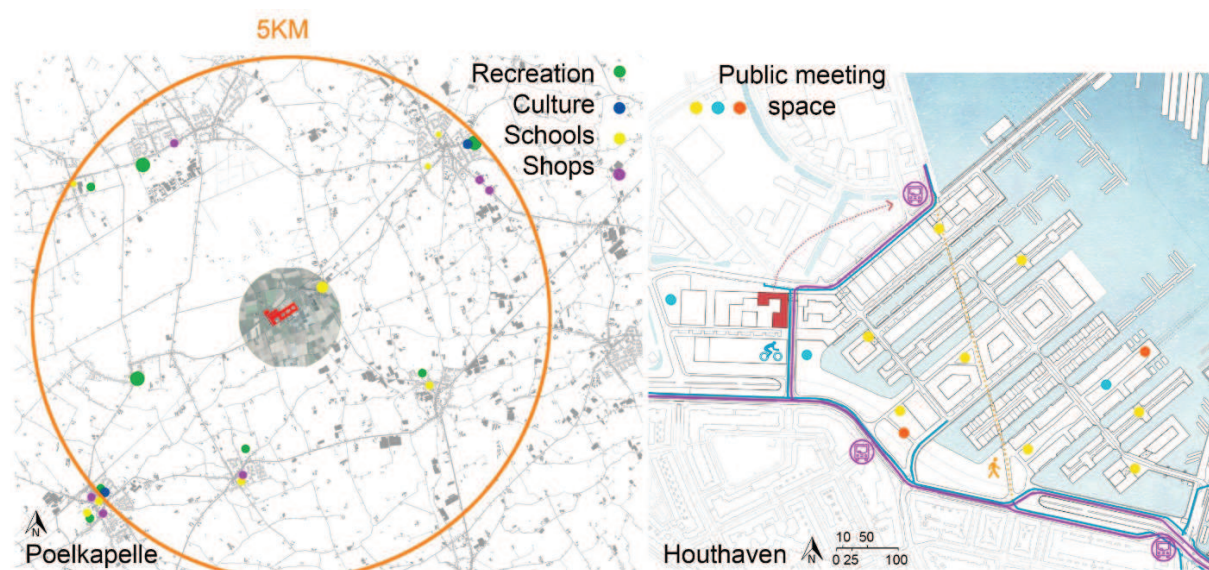 5KM
Recreation
Culture
Schools
Shops
N
Poelkapelle
Public meeting
space
Houthaven
N
10 50
0 25 100